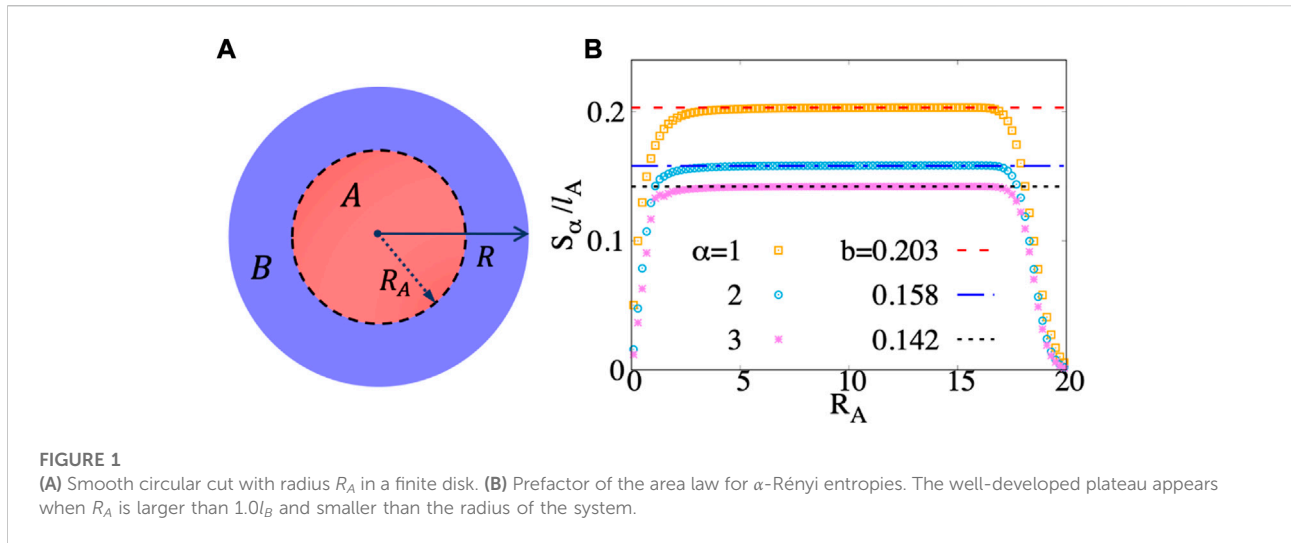 A
B
A
B
R
R_A
S_α/l_A
0.2
0.1
0
α=1 b=0.203
2 0.158
3 0.142
0 5 10 15 20
R_A
FIGURE 1
(A) Smooth circular cut with radius R_A in a finite disk. (B) Prefactor of the area law for α-Rényi entropies. The well-developed plateau appears
when R_A is larger than 1.0l_B and smaller than the radius of the system.